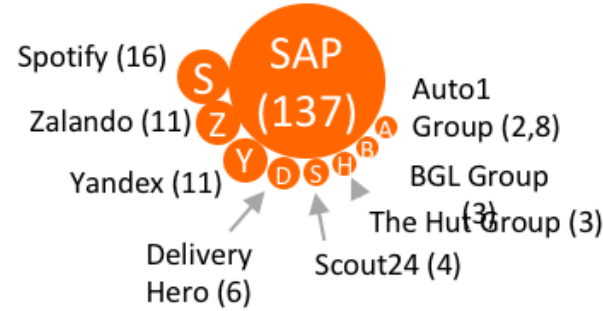 SAP
(137)
Spotify (16)
S
Zalando (11)
Z
Yandex (11)
Y
D
S
H
B
A
Auto1
Group (2,8)
BGL Group
(3)
The Hut Group (3)
Delivery
Hero (6)
Scout24 (4)